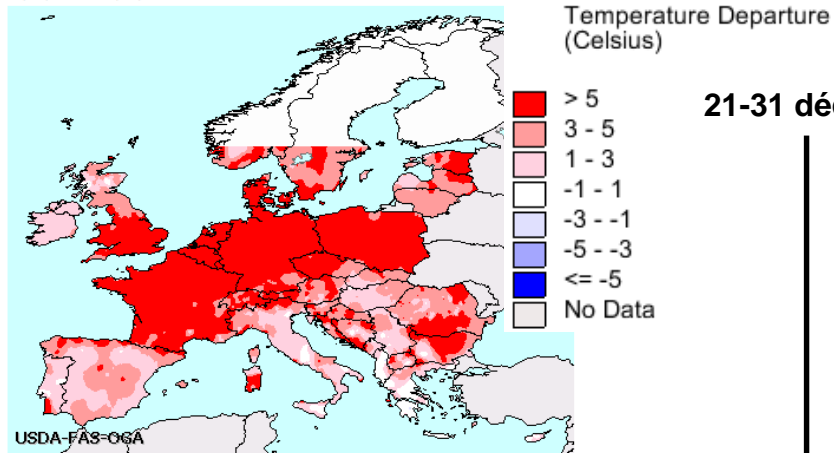 Temperature Departure
(Celsius)
> 5
3 - 5
1 - 3
-1 - 1
-3 - -1
-5 - -3
<= -5
No Data
21-31 dé
USDA-FAS-OGA